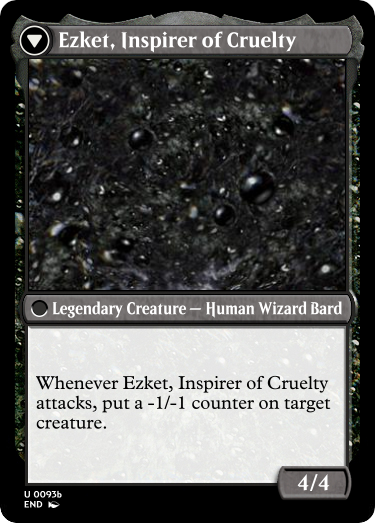 Ezket, Inspirer of Cruelty
Legendary Creature — Human Wizard Bard
Whenever Ezket, Inspirer of Cruelty
attacks, put a -1/-1 counter on target
creature.
4/4
U 0093b
END